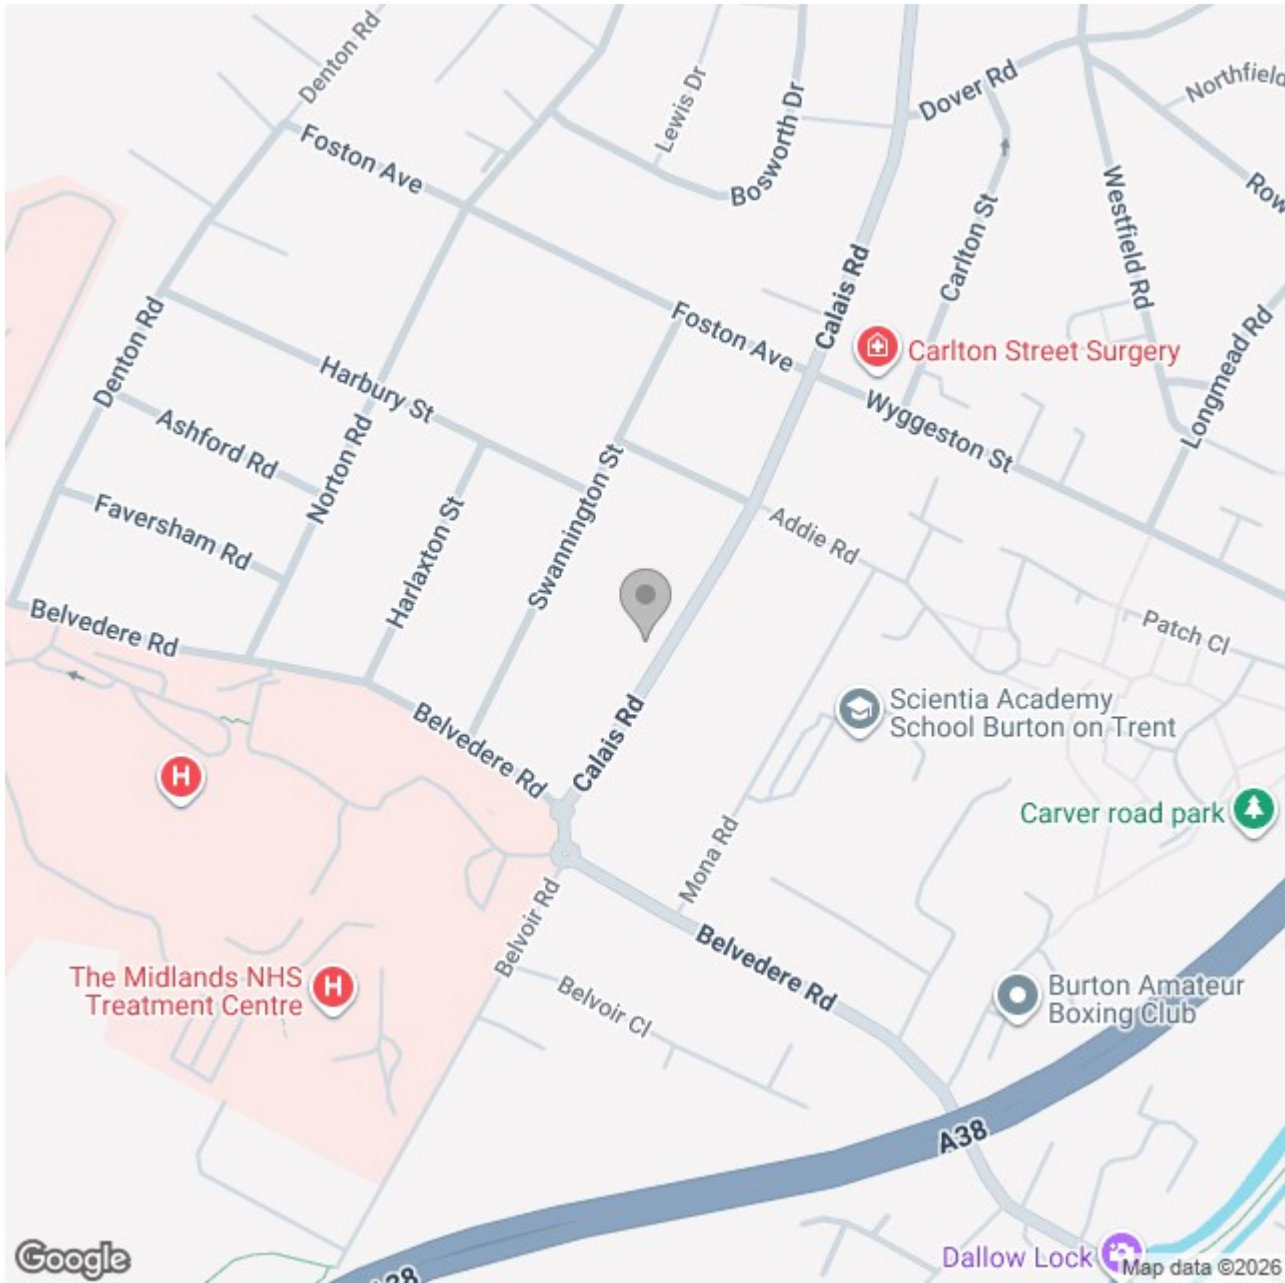 Denton Rd
Lewis Dr
Bosworth Dr
Dover Rd
Northfield
Foston Ave
Westfield Rd
Row
Carlton St
Calais Rd
Denton Rd
Foston Ave
Carlton Street Surgery
Longmead Rd
Harbury St
Ashford Rd
Norton Rd
Wyggeston St
Faversham Rd
Harlaxton St
Swannington St
Addie Rd
Belvedere Rd
Patch Cl
Scientia Academy
School Burton on Trent
Belvedere Rd
Calais Rd
H
Carver road park
Mona Rd
Belvoir Rd
Belvedere Rd
The Midlands NHS
Treatment Centre
H
Belvoir Cl
Burton Amateur
Boxing Club
A38
Google
A38
Dallow Lock
Map data ©2026